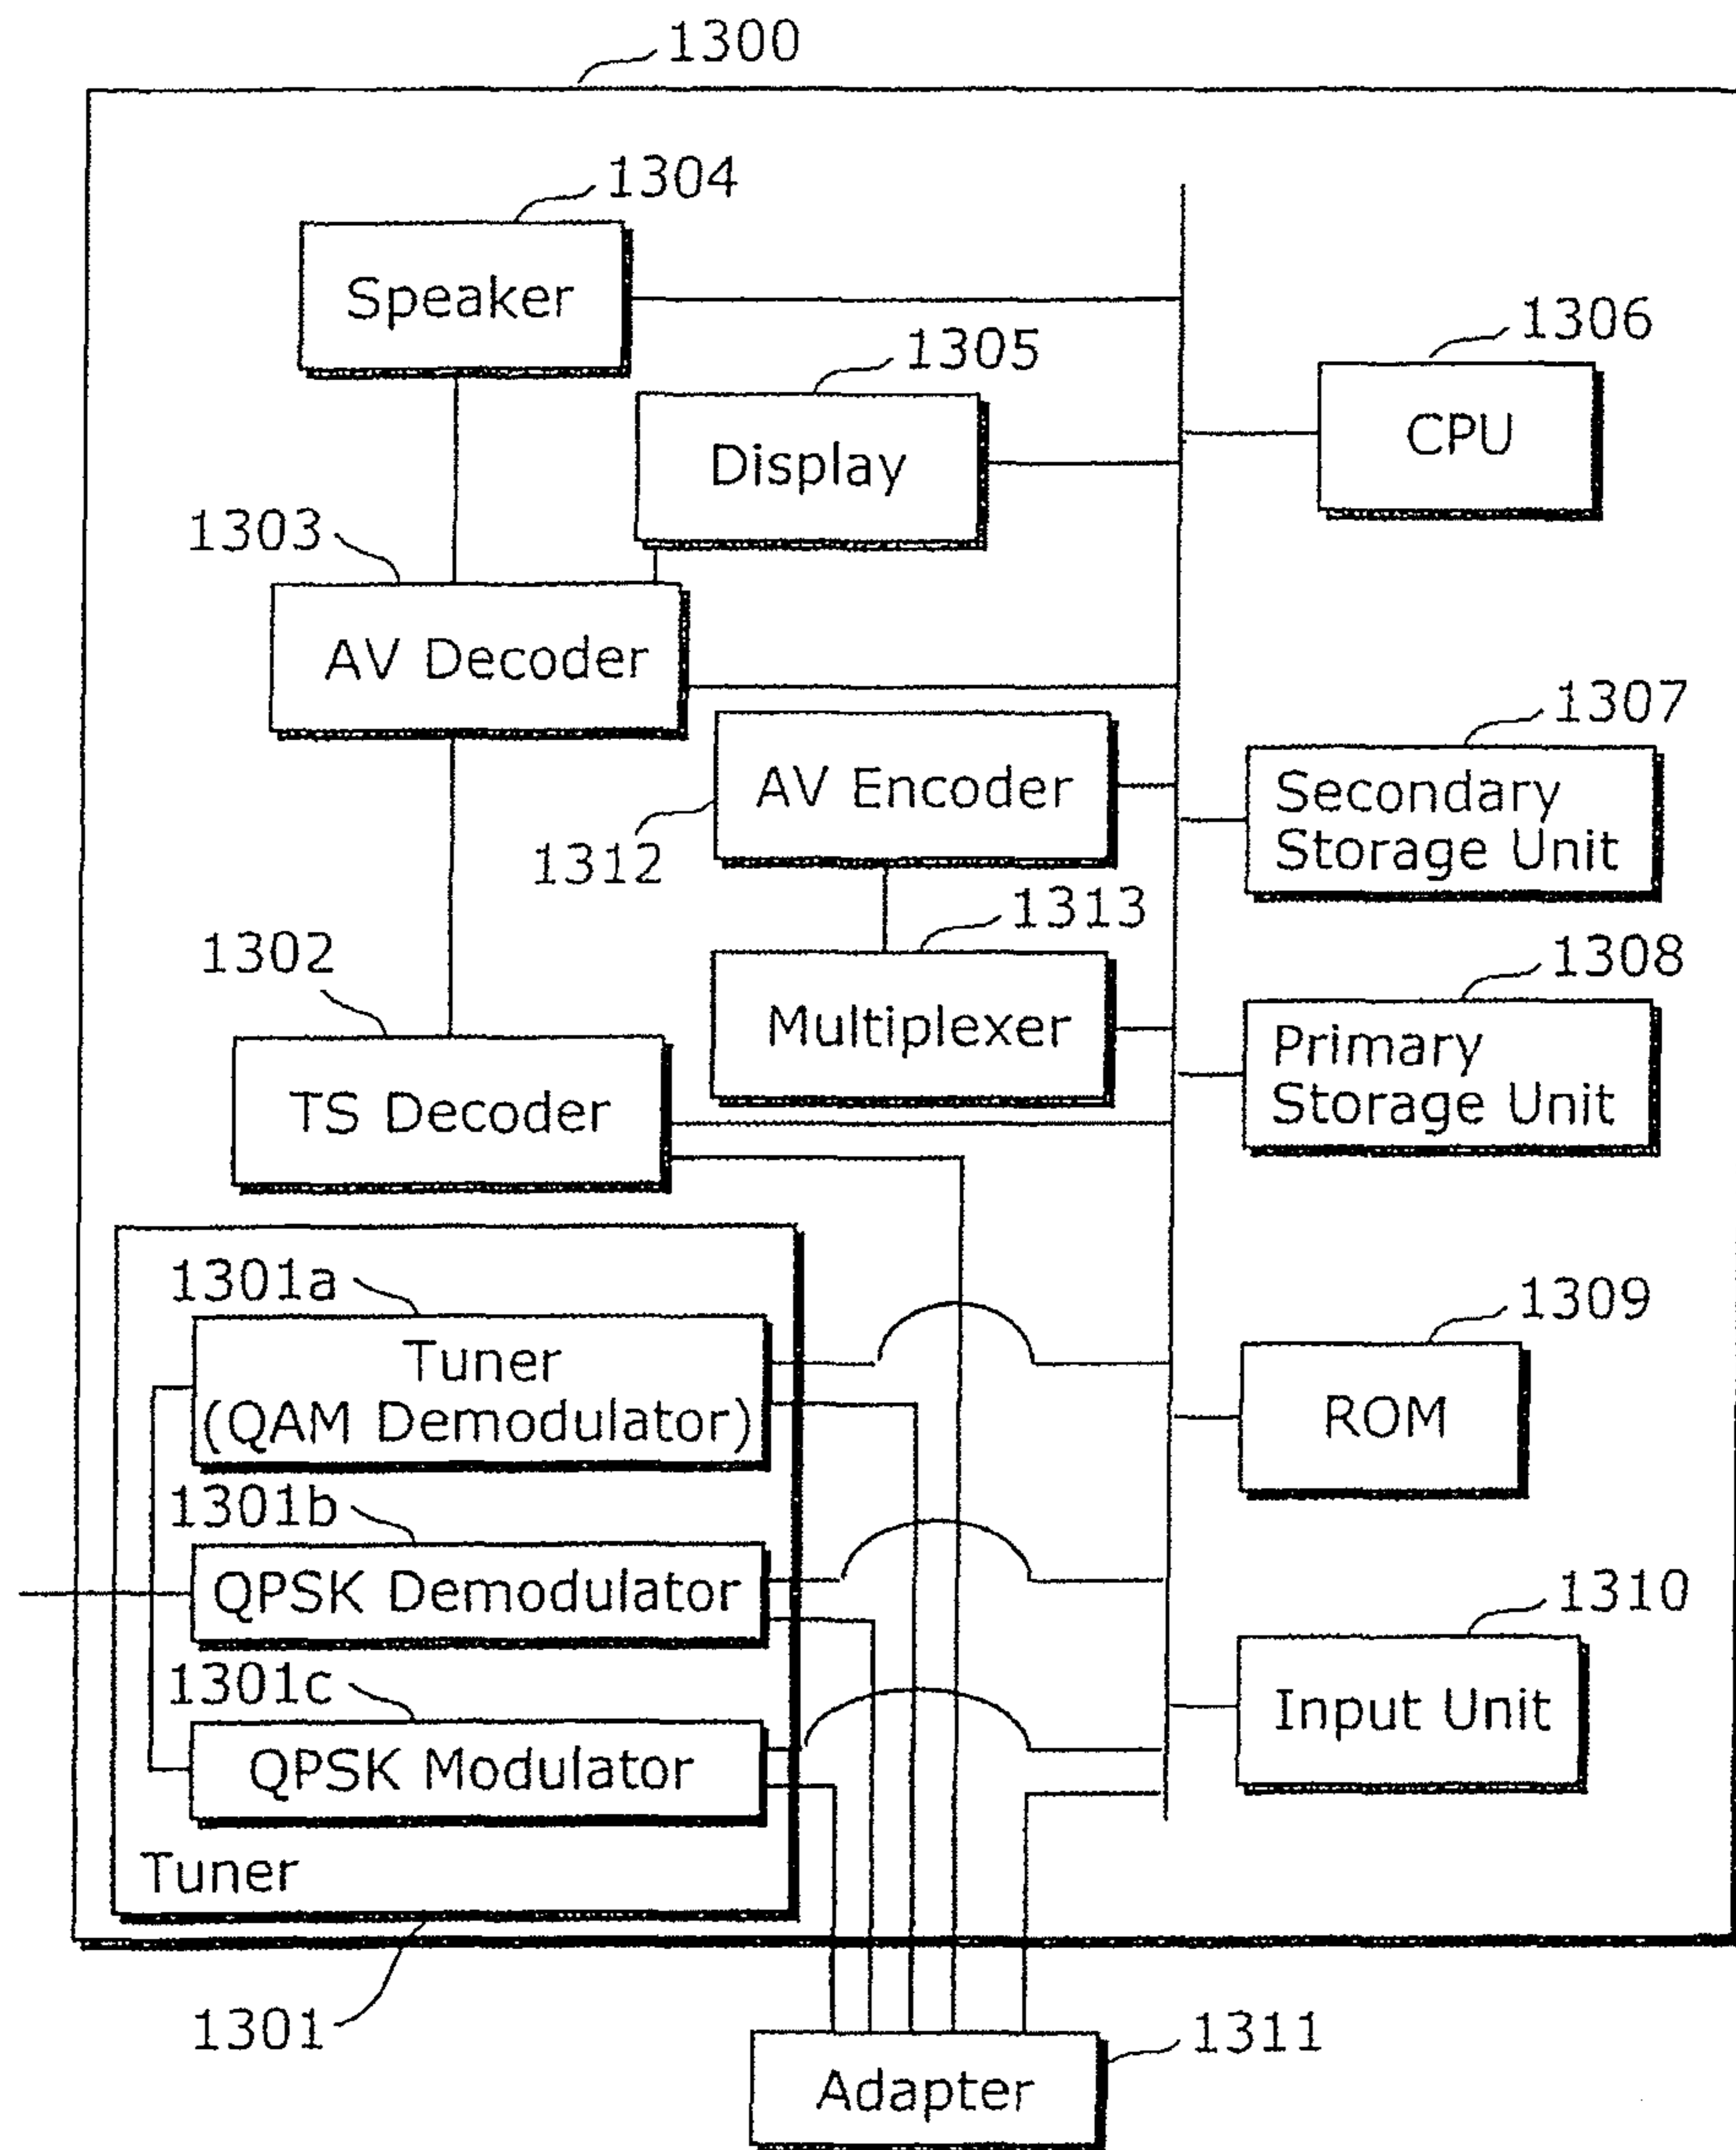 1300
1304
Speaker
1305
Display
1306
CPU
1303
AV Decoder
AV Encoder
1312
1307
Secondary
Storage Unit
1313
Multiplexer
1302
TS Decoder
1308
Primary
Storage Unit
1301a
Tuner
(QAM Demodulator)
1309
ROM
1301b
QPSK Demodulator
1301c
QPSK Modulator
1310
Input Unit
Tuner
1301
1311
Adapter